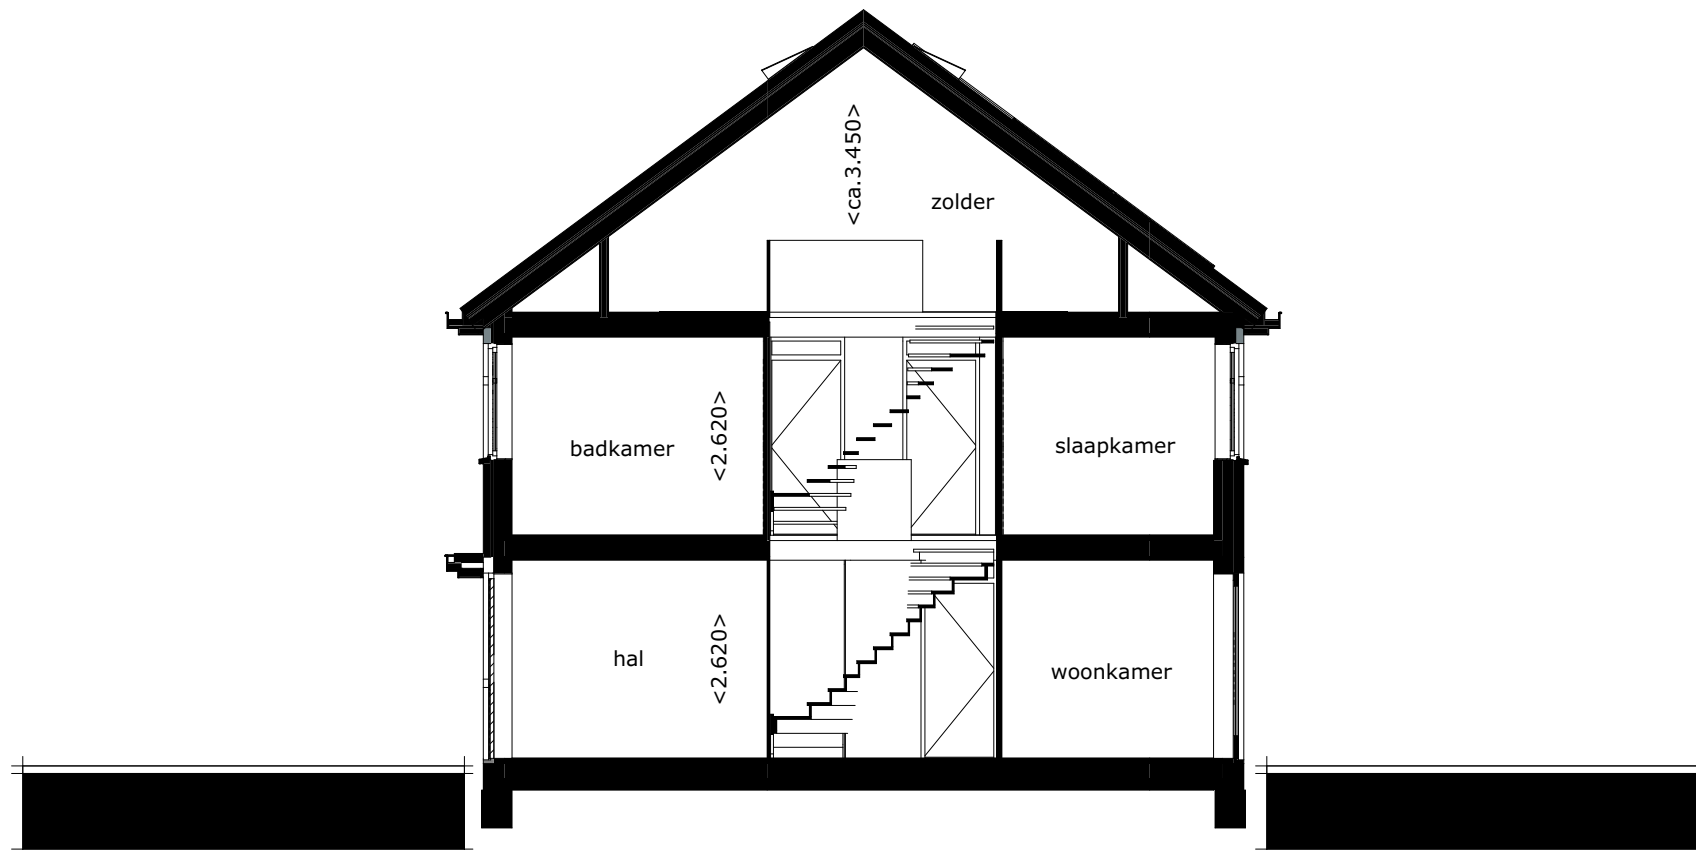 <ca.3.450>
zolder
badkamer
<2.620>
slaapkamer
hal
<2.620>
woonkamer